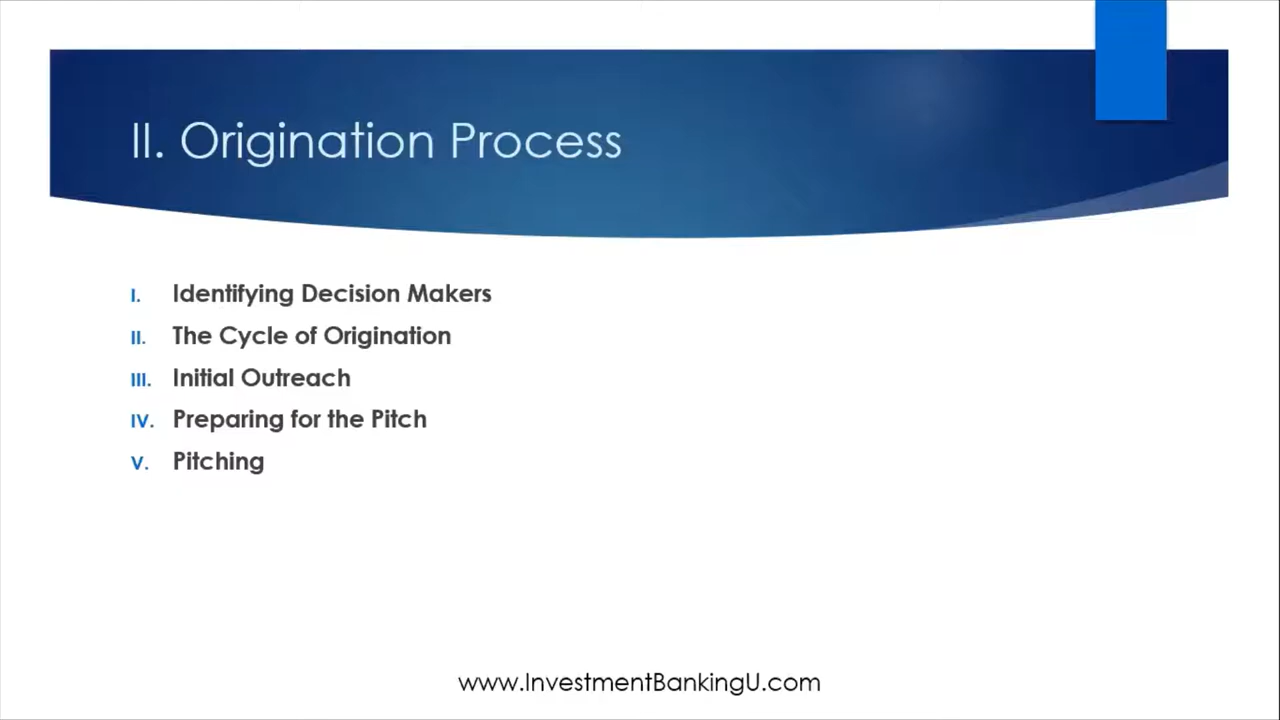 II. Origination Process
I. Identifying Decision Makers
II. The Cycle of Origination
III. Initial Outreach
IV. Preparing for the Pitch
V. Pitching
www.InvestmentBankingU.com